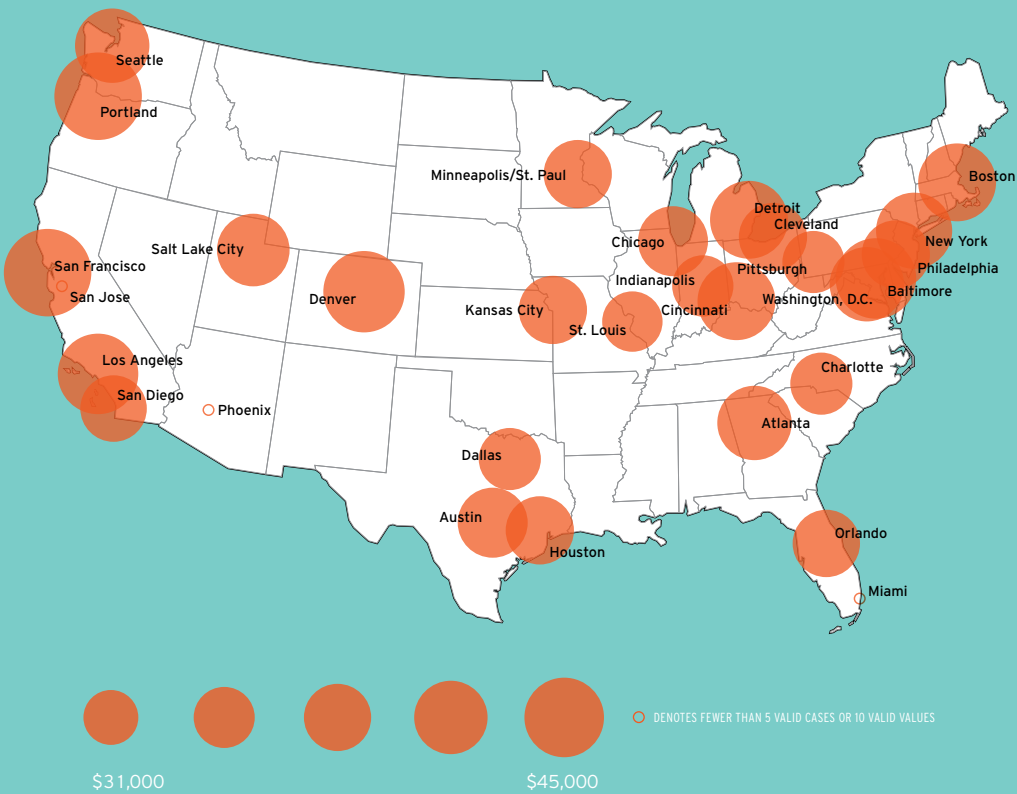 Seattle
Portland
Minneapolis/St. Paul
Boston
Detroit
Cleveland
Chicago
New York
Salt Lake City
San Francisco
Pittsburgh
Philadelphia
Indianapolis
San Jose
Denver
Baltimore
Washington, D.C.
Kansas City
Cincinnati
St. Louis
Los Angeles
Charlotte
San Diego
Phoenix
Atlanta
Dallas
Austin
Orlando
Houston
Miami
DENOTES FEWER THAN 5 VALID CASES OR 10 VALID VALUES
$31,000
$45,000